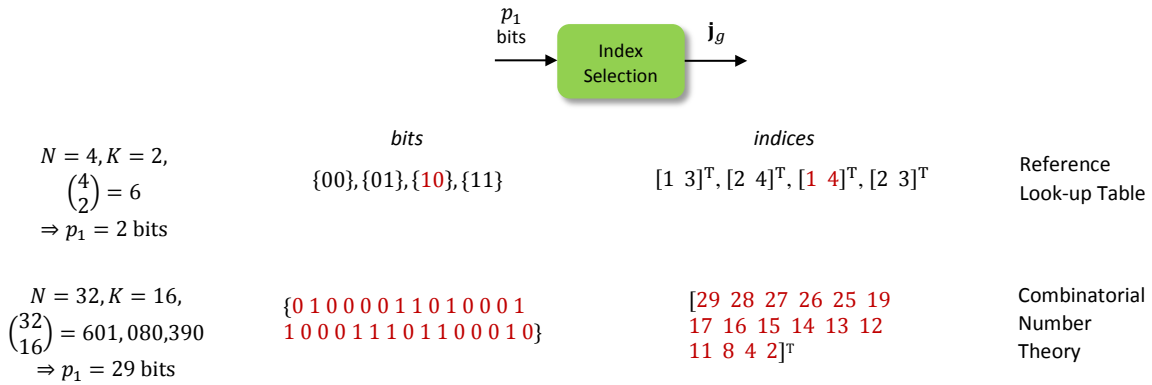 p₁
bits
Index
Selection
𝐣_g
bits
indices
N = 4, K = 2,
(4 2) = 6
⇒ p₁ = 2 bits
{00}, {01}, {10}, {11}
[1 3]ᵀ, [2 4]ᵀ, [1 4]ᵀ, [2 3]ᵀ
Reference
Look-up Table
N = 32, K = 16,
(32 16) = 601,080,390
⇒ p₁ = 29 bits
{0 1 0 0 0 0 1 1 0 1 0 0 0 1
1 0 0 0 1 1 1 0 1 1 0 0 0 1 0}
[29 28 27 26 25 19
17 16 15 14 13 12
11 8 4 2]ᵀ
Combinatorial
Number
Theory